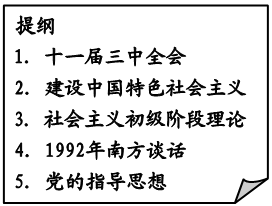 提纲
1. 十一届三中全会
2. 建设中国特色社会主义
3. 社会主义初级阶段理论
4. 1992年南方谈话
5. 党的指导思想